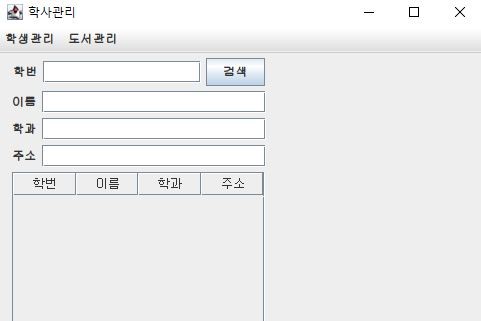 학사관리
학생관리 도서관리
학번 검색
이름
학과
주소
학번 이름 학과 주소